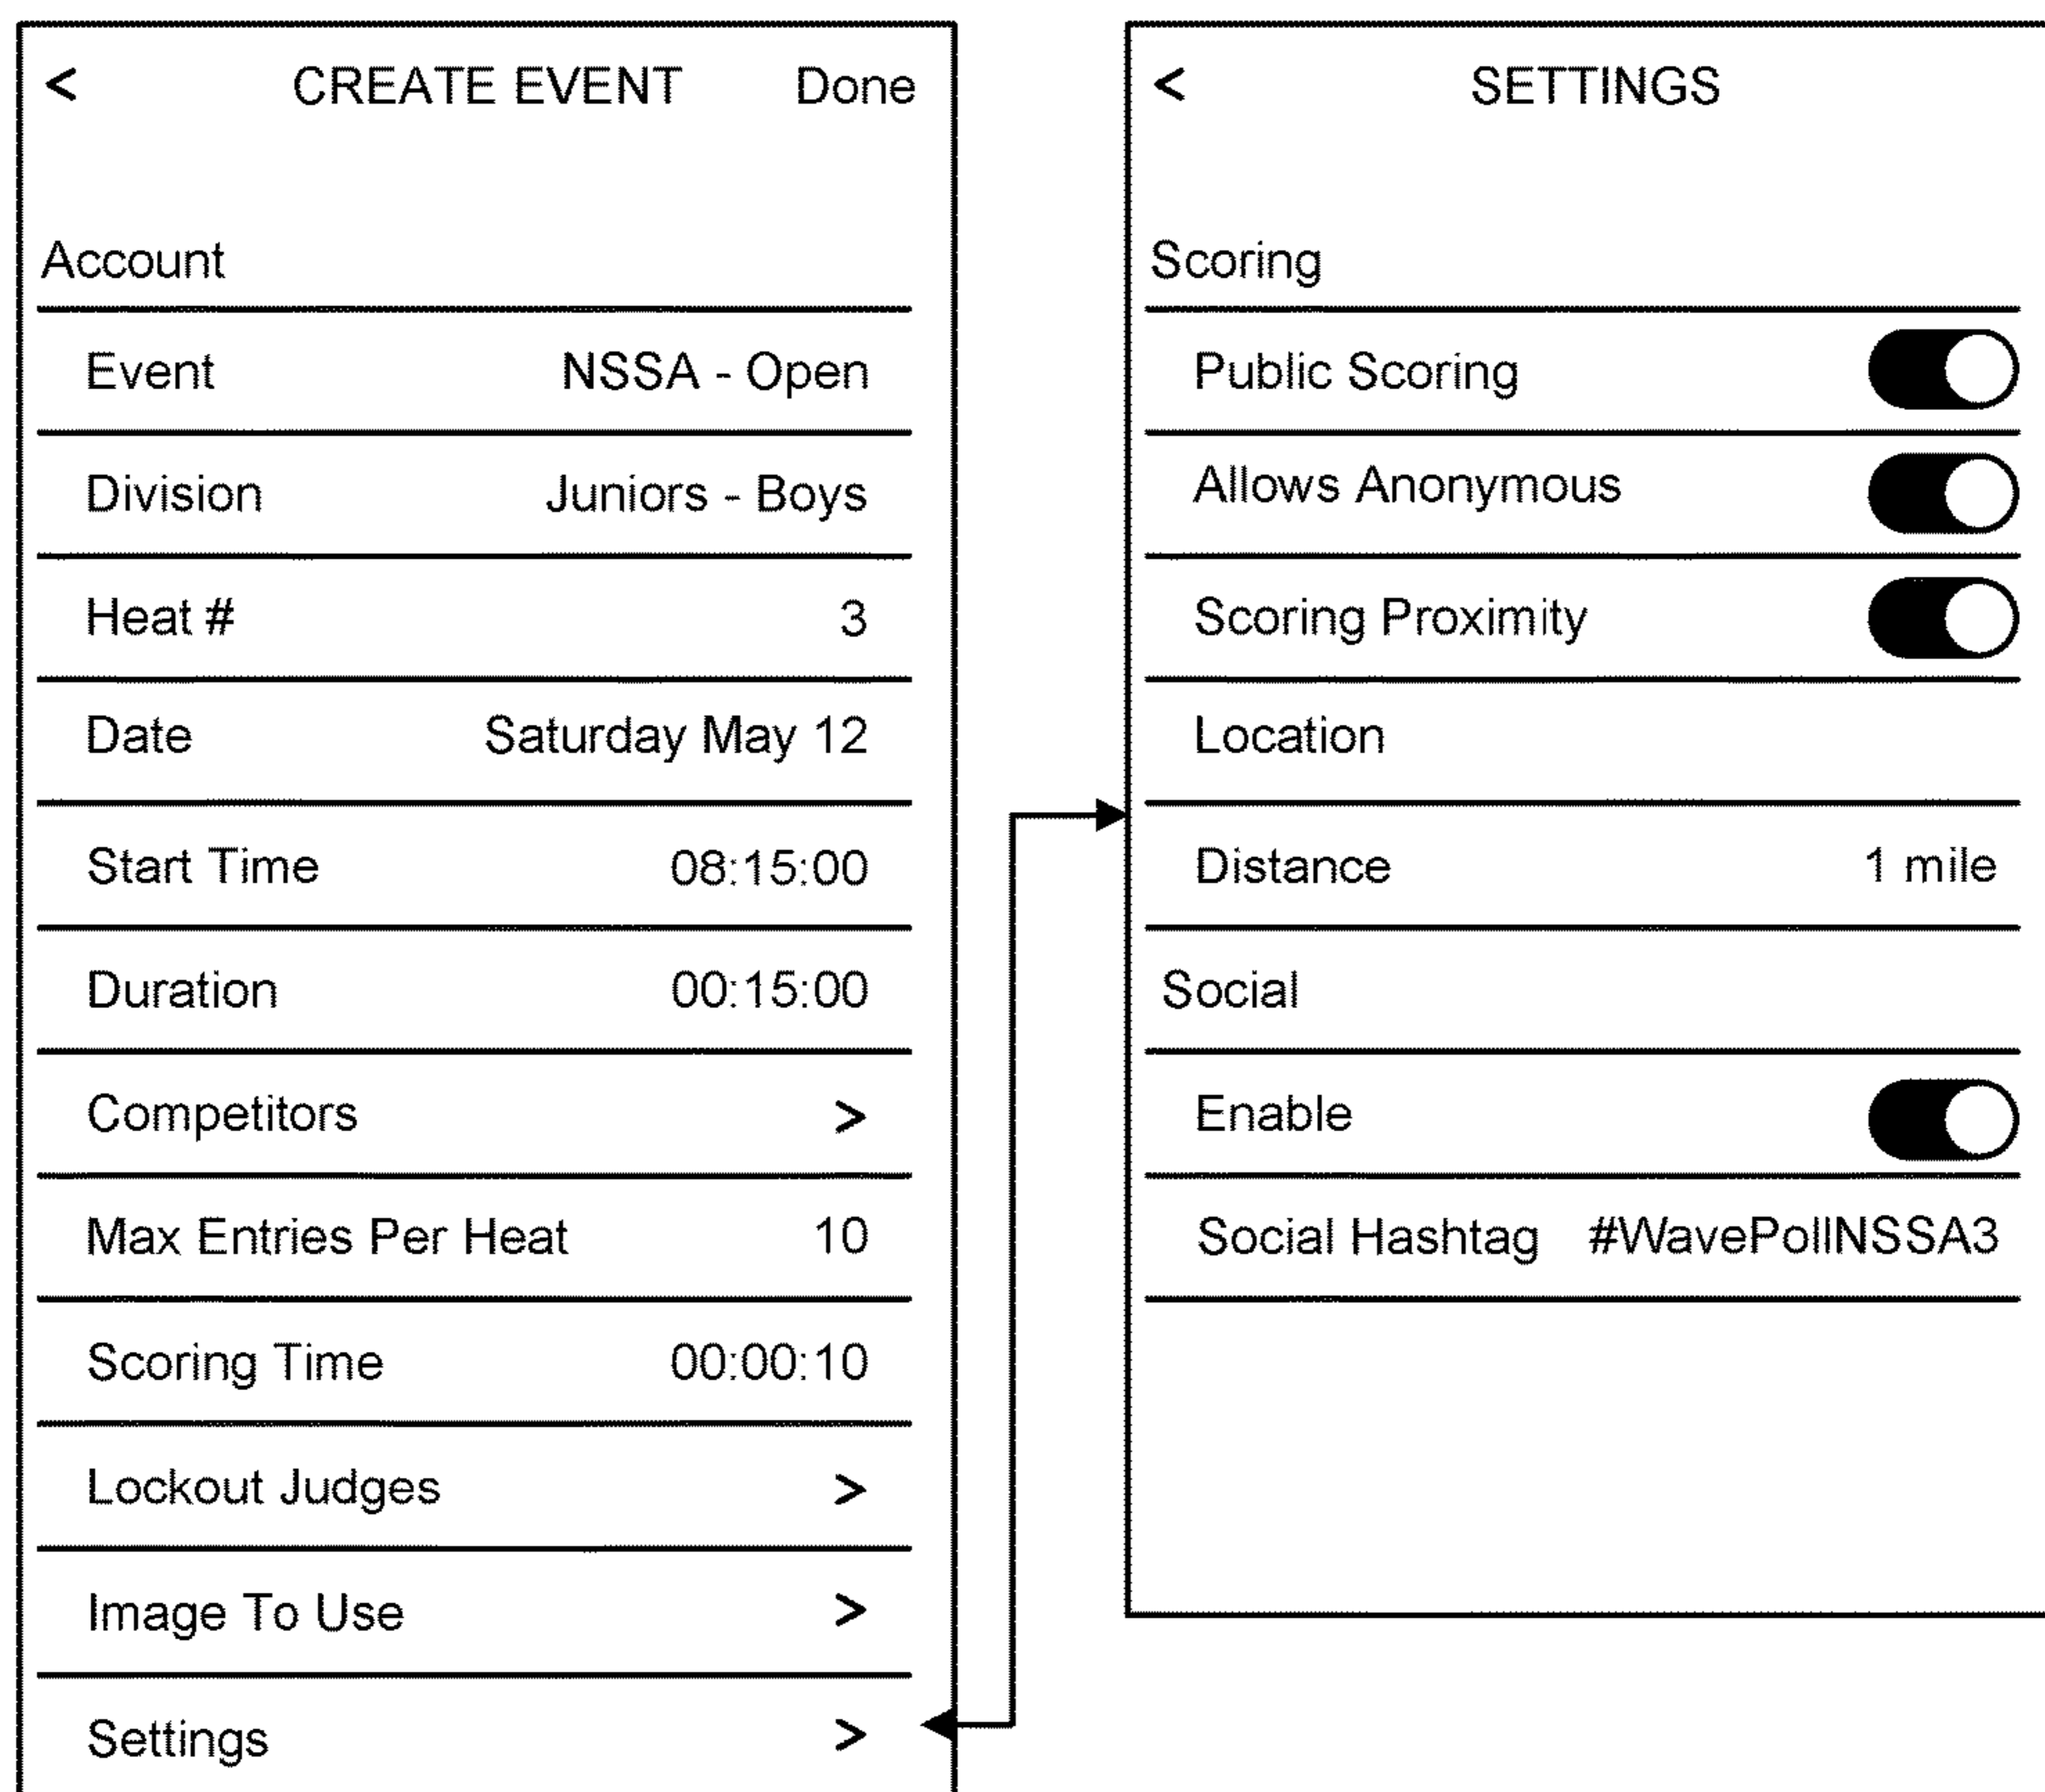 < CREATE EVENT Done
Account
Event NSSA - Open
Division Juniors - Boys
Heat # 3
Date Saturday May 12
Start Time 08:15:00
Duration 00:15:00
Competitors >
Max Entries Per Heat 10
Scoring Time 00:00:10
Lockout Judges >
Image To Use >
Settings >
< SETTINGS
Scoring
Public Scoring
Allows Anonymous
Scoring Proximity
Location
Distance 1 mile
Social
Enable
Social Hashtag #WavePollNSSA3